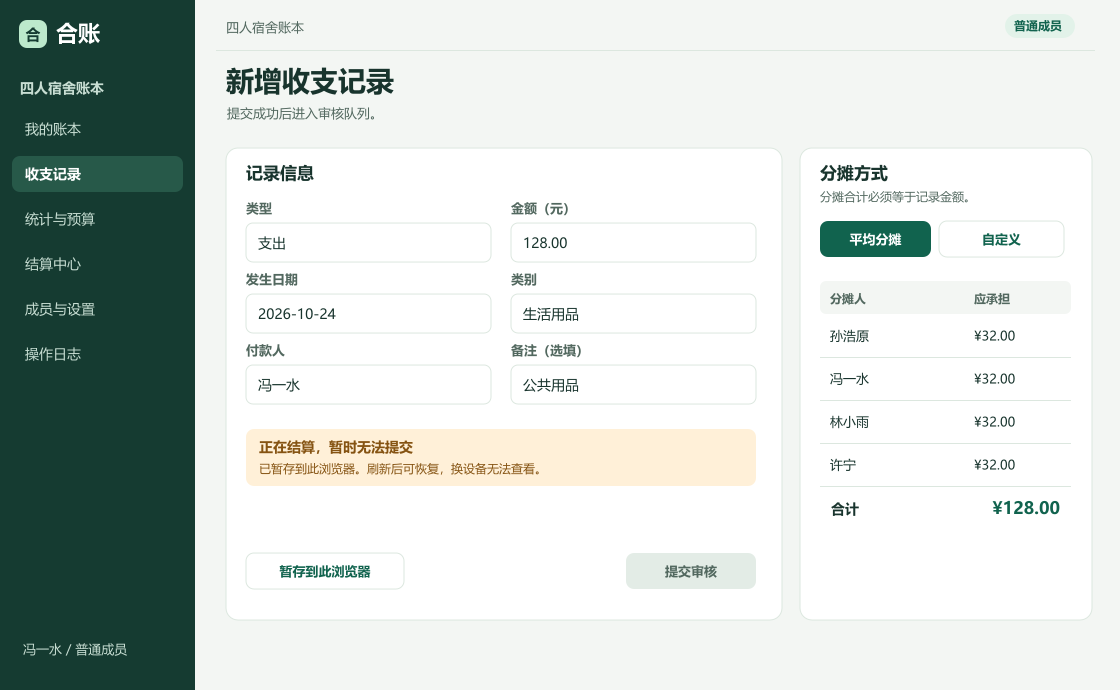 合 合账
四人宿舍账本
我的账本
收支记录
统计与预算
结算中心
成员与设置
操作日志
冯一水 / 普通成员
四人宿舍账本
普通成员
新增收支记录
提交成功后进入审核队列。
记录信息
类型
金额（元）
支出
128.00
发生日期
类别
2026-10-24
生活用品
付款人
备注（选填）
冯一水
公共用品
正在结算，暂时无法提交
已暂存到此浏览器。刷新后可恢复，换设备无法查看。
暂存到此浏览器
提交审核
分摊方式
分摊合计必须等于记录金额。
平均分摊
自定义
分摊人 应承担
孙浩原 ¥32.00
冯一水 ¥32.00
林小雨 ¥32.00
许宁 ¥32.00
合计 ¥128.00